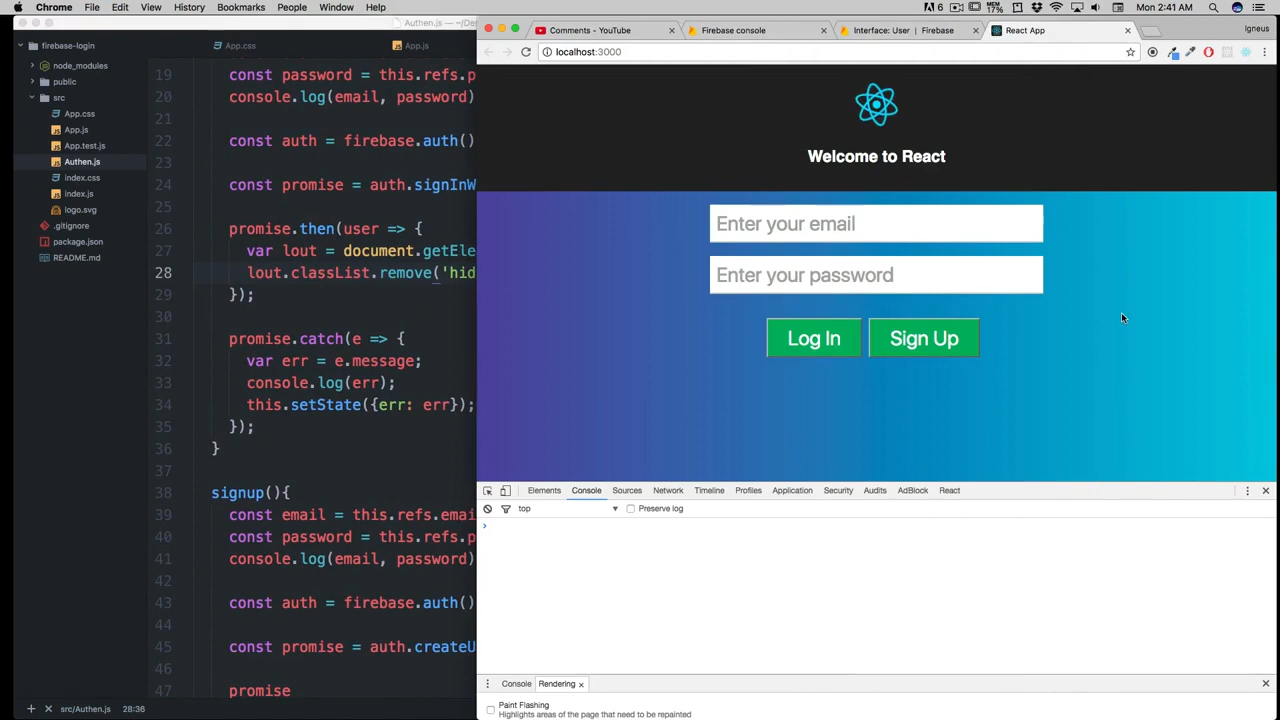 Chrome File Edit View History Bookmarks People Window Help
6 MEM 17% Mon 2:41 AM
Authen.js
firebase-login
node_modules
public
src
App.css
App.js
App.test.js
Authen.js
index.css
index.js
logo.svg
.gitignore
package.json
README.md
App.css App.js
19 const password = this.refs.p
20 console.log(email, password)
21
22 const auth = firebase.auth()
23
24 const promise = auth.signInW
25
26 promise.then(user => {
27 var lout = document.getEle
28 lout.classList.remove('hid
29 });
30
31 promise.catch(e => {
32 var err = e.message;
33 console.log(err);
34 this.setState({err: err});
35 });
36 }
37
38 signup(){
39 const email = this.refs.emai
40 const password = this.refs.p
41 console.log(email, password)
42
43 const auth = firebase.auth()
44
45 const promise = auth.createU
46
47 promise
src/Authen.js 28:36
Comments - YouTube Firebase console Interface: User | Firebase React App Igneus
localhost:3000
Welcome to React
Enter your email
Enter your password
Log In Sign Up
Elements Console Sources Network Timeline Profiles Application Security Audits AdBlock React
top Preserve log
Console Rendering
Paint Flashing
Highlights areas of the page that need to be repainted